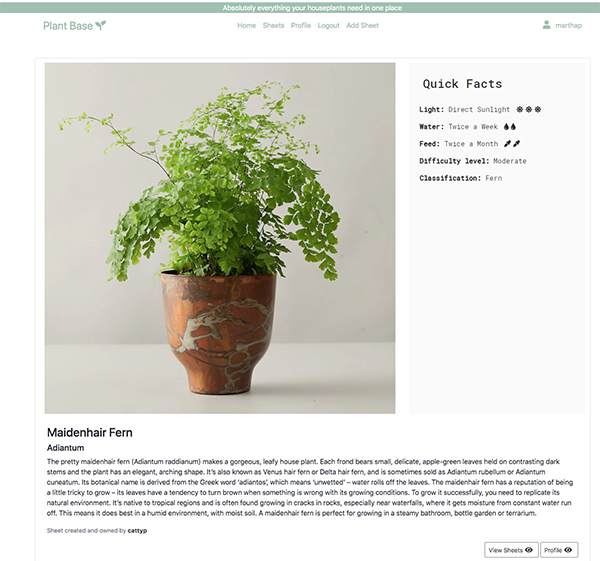 Absolutely everything your houseplants need in one place
Plant Base
Home Sheets Profile Logout Add Sheet
marthap
Quick Facts
Light: Direct Sunlight
Water: Twice a Week
Feed: Twice a Month
Difficulty level: Moderate
Classification: Fern
Maidenhair Fern
Adiantum
The pretty maidenhair fern (Adiantum raddianum) makes a gorgeous, leafy house plant. Each frond bears small, delicate, apple-green leaves held on contrasting dark
stems and the plant has an elegant, arching shape. It's also known as Venus hair fern or Delta hair fern, and is sometimes sold as Adiantum rubellum or Adiantum
cuneatum. Its botanical name is derived from the Greek word 'adiantos', which means 'unwetted' – water rolls off the leaves. The maidenhair fern has a reputation of being
a little tricky to grow – its leaves have a tendency to turn brown when something is wrong with its growing conditions. To grow it successfully, you need to replicate its
natural environment. It's native to tropical regions and is often found growing in cracks in rocks, especially near waterfalls, where it gets moisture from constant water run
off. This means it does best in a humid environment, with moist soil. A maidenhair fern is perfect for growing in a steamy bathroom, bottle garden or terrarium.
Sheet created and owned by cattyp
View Sheets Profile